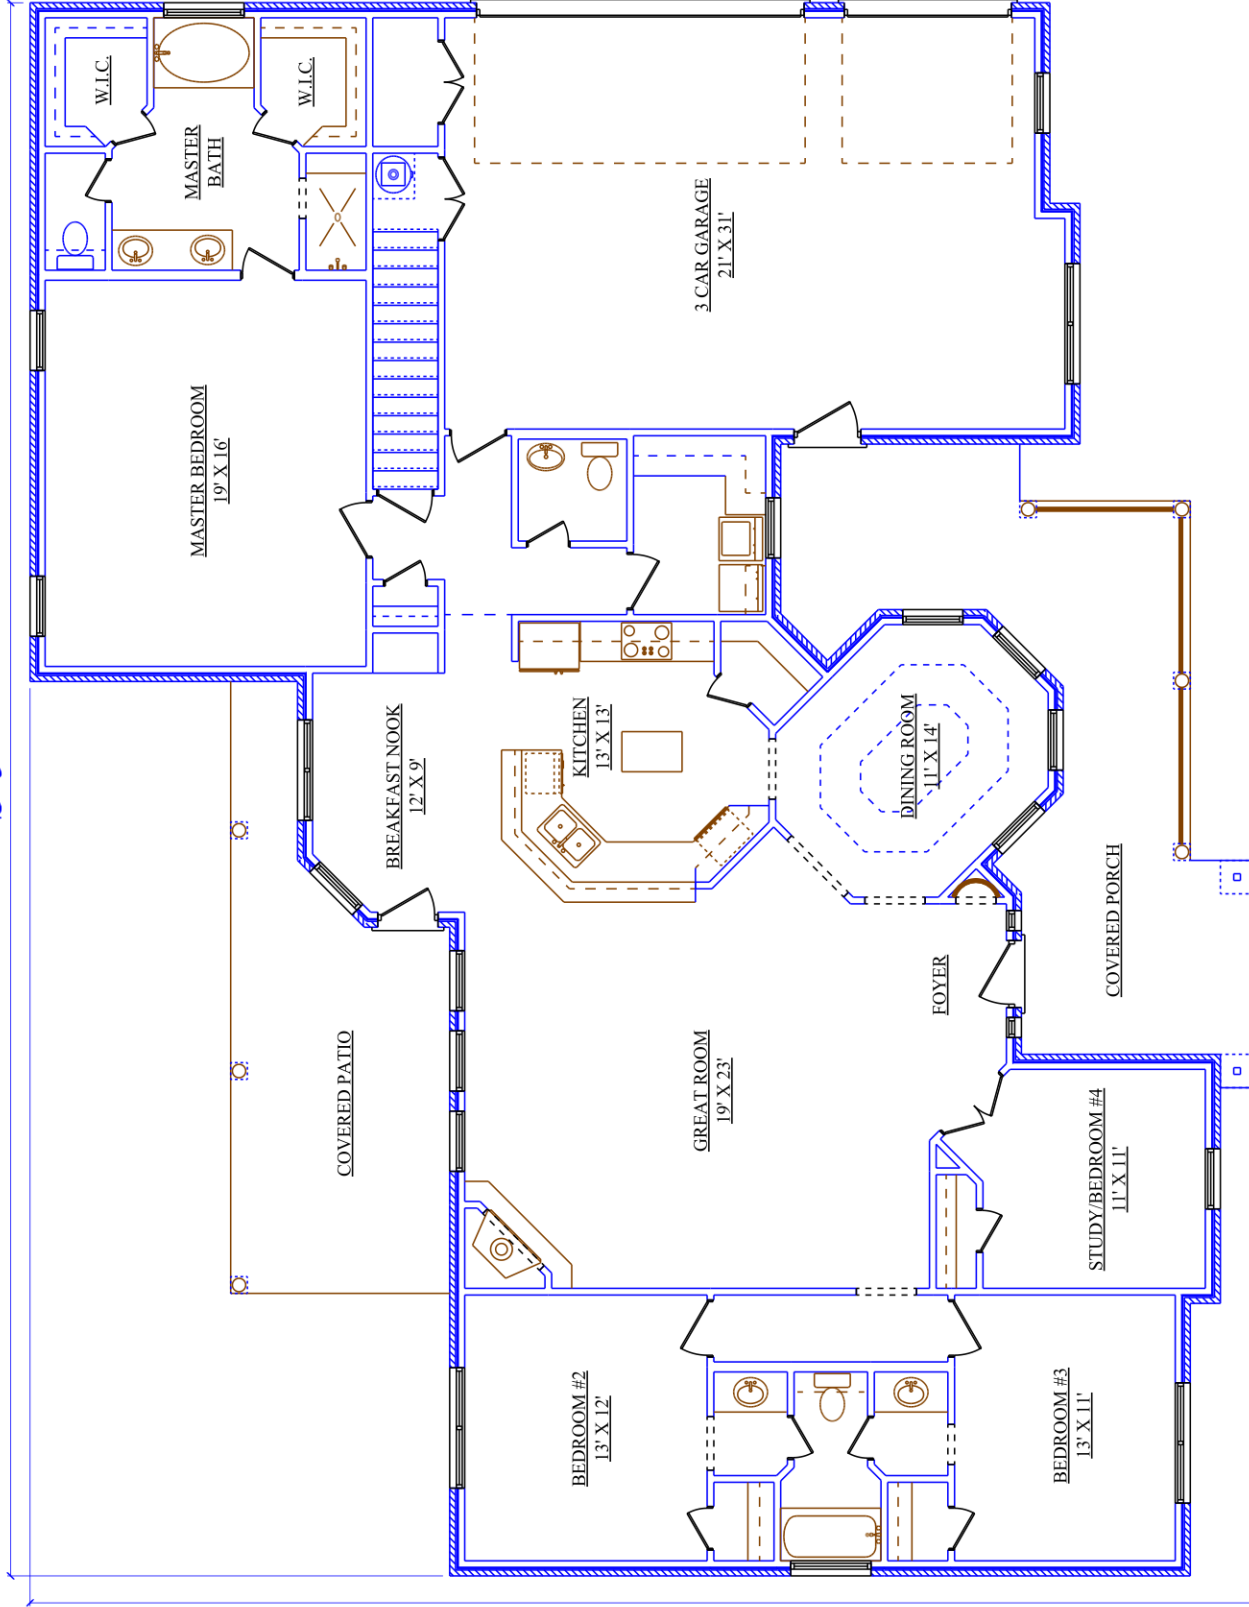 W.I.C.
W.I.C.
MASTER
BATH
3 CAR GARAGE
21' X 31'
MASTER BEDROOM
19' X 16'
BREAKFAST NOOK
12' X 9'
KITCHEN
13' X 13'
DINING ROOM
11' X 14'
COVERED PORCH
FOYER
COVERED PATIO
GREAT ROOM
19' X 23'
STUDY/BEDROOM #4
11' X 11'
BEDROOM #2
13' X 12'
BEDROOM #3
13' X 11'